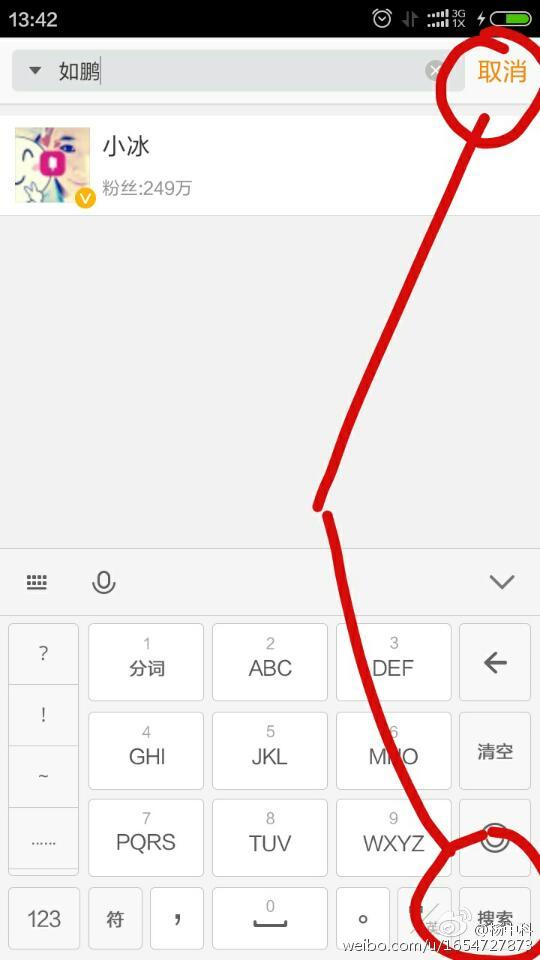 13:42
3G
1X
如鹏
取消
小冰
V
粉丝:249万
?
1
分词
2
ABC
3
DEF
!
4
GHI
5
JKL
6
MNO
清空
~
7
PQRS
8
TUV
9
WXYZ
......
123
符
，
0
。
搜索
@杨中科
weibo.com/u/1654727873